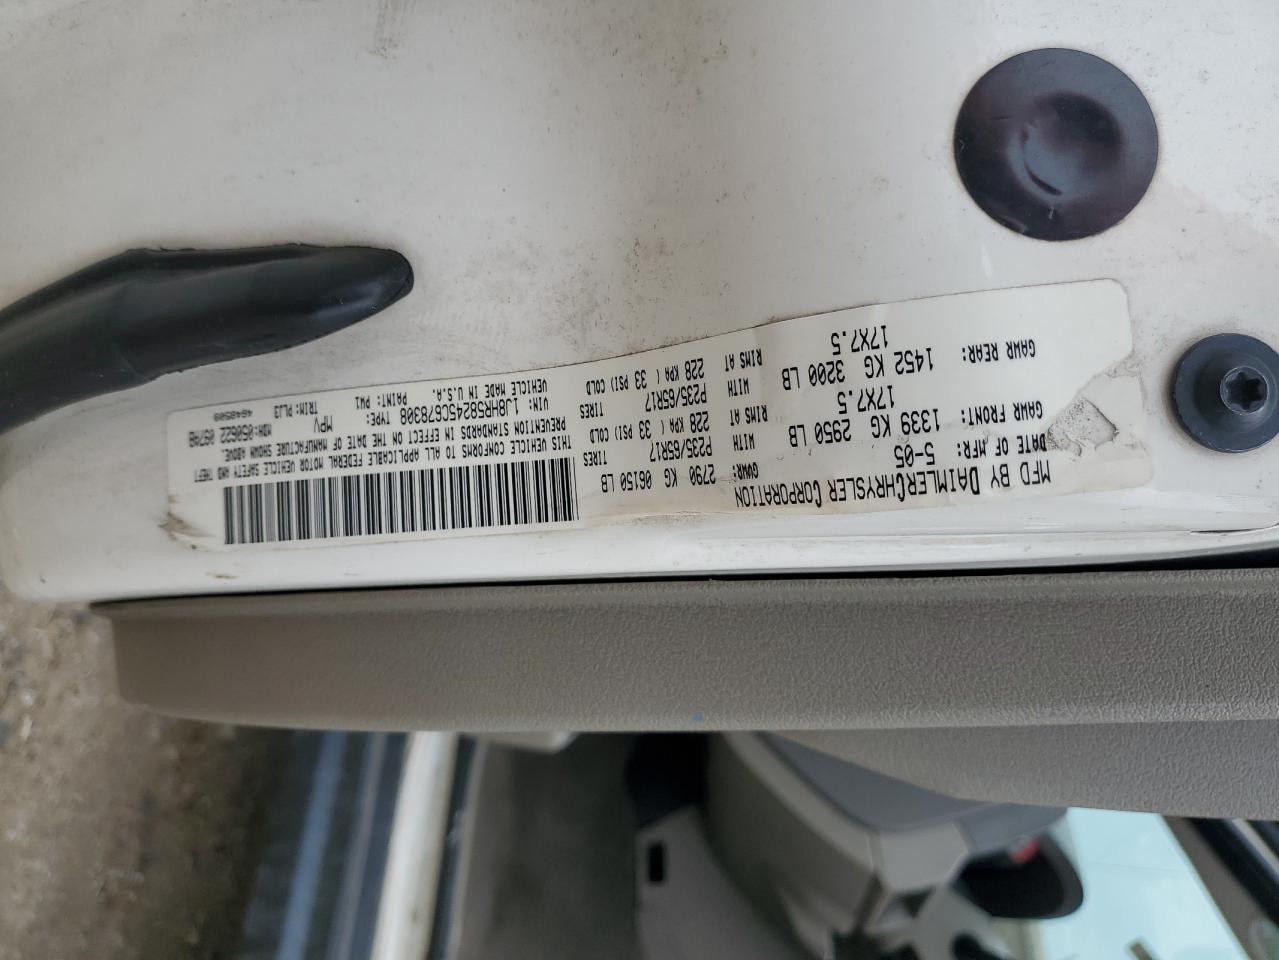 MFD BY DAIMLERCHRYSLER CORPORATION
DATE OF MFR: 5-05 GVWR: 2790 KG 06150 LB
GAWR FRONT: 1339 KG 2950 LB WITH P235/65R17 TIRES
17X7.5 RIMS AT 228 KPA ( 33 PSI) COLD
GAWR REAR: 1452 KG 3200 LB WITH P235/65R17 TIRES
17X7.5 RIMS AT 228 KPA ( 33 PSI) COLD
THIS VEHICLE CONFORMS TO ALL APPLICABLE FEDERAL MOTOR VEHICLE SAFETY AND THEFT
PREVENTION STANDARDS IN EFFECT ON THE DATE OF MANUFACTURE SHOWN ABOVE.
VIN: 1J8HR58245C678308 TYPE: MPV MDH:050622
VEHICLE MADE IN U.S.A. PAINT: PW1 TRIM:PLJ3 4648509